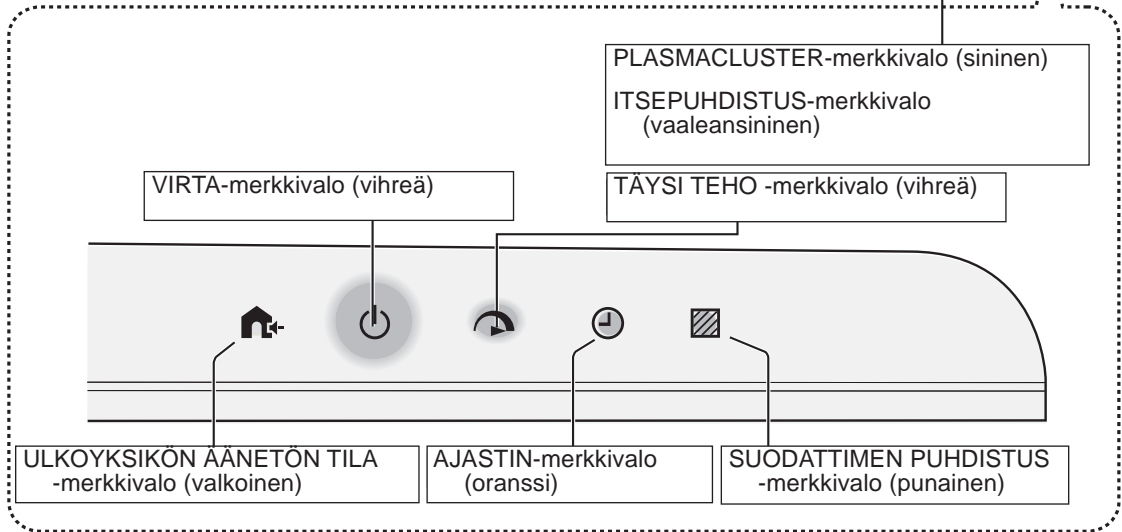 PLASMACLUSTER-merkkivalo (sininen)
ITSEPUHDISTUS-merkkivalo
(vaaleansininen)
VIRTA-merkkivalo (vihreä)
TÄYSI TEHO -merkkivalo (vihreä)
ULKOYKSIKÖN ÄÄNETÖN TILA
-merkkivalo (valkoinen)
AJASTIN-merkkivalo
(oranssi)
SUODATTIMEN PUHDISTUS
-merkkivalo (punainen)